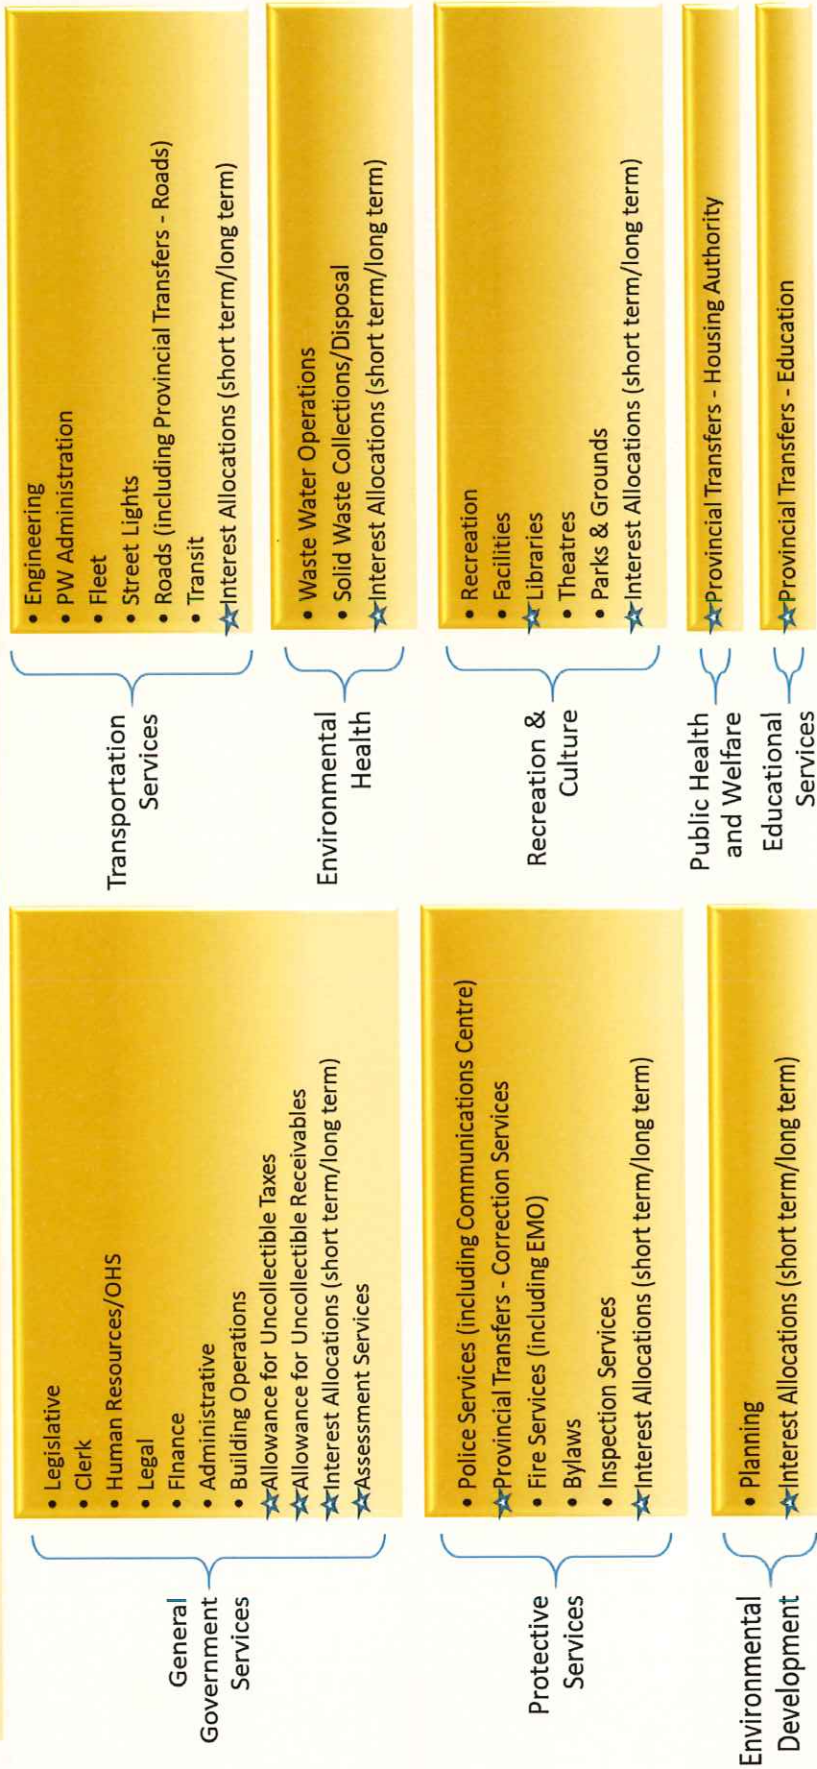 General
Government
Services
• Legislative
• Clerk
• Human Resources/OHS
• Legal
• Finance
• Administrative
• Building Operations
☆Allowance for Uncollectible Taxes
☆Allowance for Uncollectible Receivables
☆Interest Allocations (short term/long term)
☆Assessment Services
Protective
Services
• Police Services (including Communications Centre)
☆Provincial Transfers - Correction Services
• Fire Services (including EMO)
• Bylaws
• Inspection Services
☆Interest Allocations (short term/long term)
Environmental
Development
• Planning
☆Interest Allocations (short term/long term)
Transportation
Services
• Engineering
• PW Administration
• Fleet
• Street Lights
• Roads (including Provincial Transfers - Roads)
• Transit
☆Interest Allocations (short term/long term)
Environmental
Health
• Waste Water Operations
• Solid Waste Collections/Disposal
☆Interest Allocations (short term/long term)
Recreation &
Culture
• Recreation
• Facilities
☆Libraries
• Theatres
• Parks & Grounds
☆Interest Allocations (short term/long term)
Public Health
and Welfare
☆Provincial Transfers - Housing Authority
Educational
Services
☆Provincial Transfers - Education